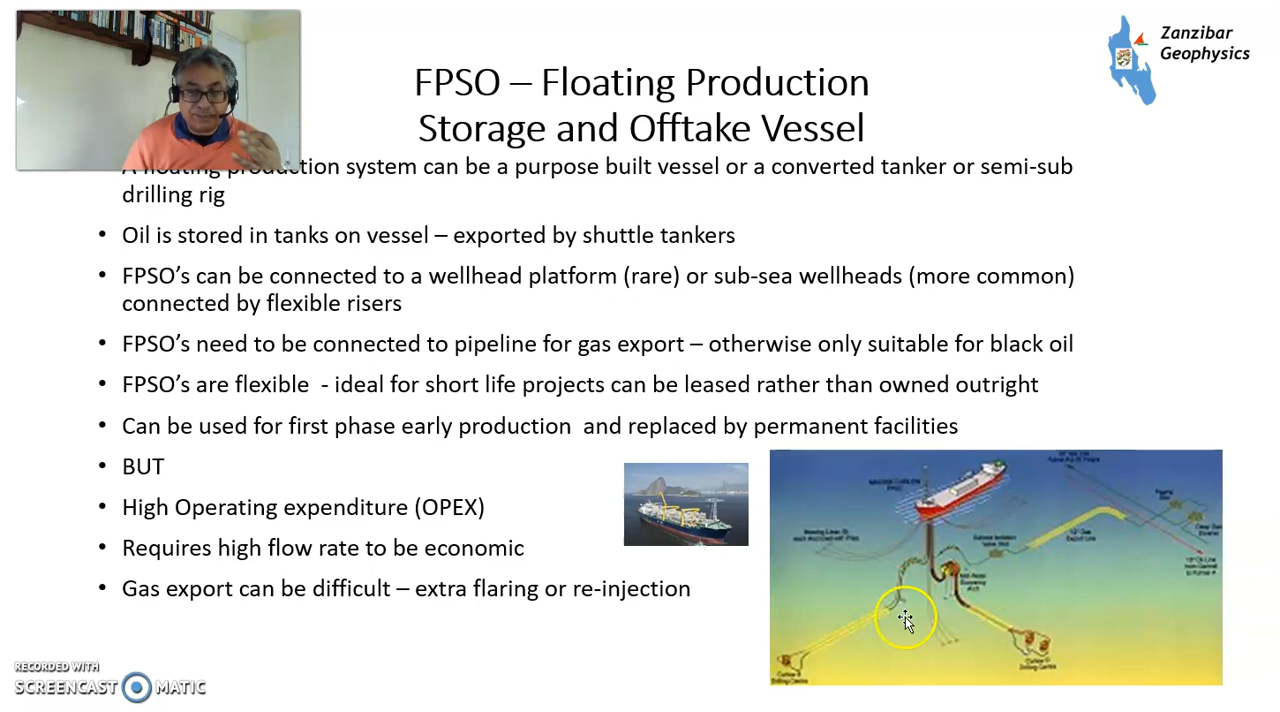 Zanzibar
Geophysics
FPSO – Floating Production
Storage and Offtake Vessel
A floating production system can be a purpose built vessel or a converted tanker or semi-sub
drilling rig
• Oil is stored in tanks on vessel – exported by shuttle tankers
• FPSO’s can be connected to a wellhead platform (rare) or sub-sea wellheads (more common)
connected by flexible risers
• FPSO’s need to be connected to pipeline for gas export – otherwise only suitable for black oil
• FPSO’s are flexible - ideal for short life projects can be leased rather than owned outright
• Can be used for first phase early production and replaced by permanent facilities
• BUT
• High Operating expenditure (OPEX)
• Requires high flow rate to be economic
• Gas export can be difficult – extra flaring or re-injection
RECORDED WITH
SCREENCAST MATIC